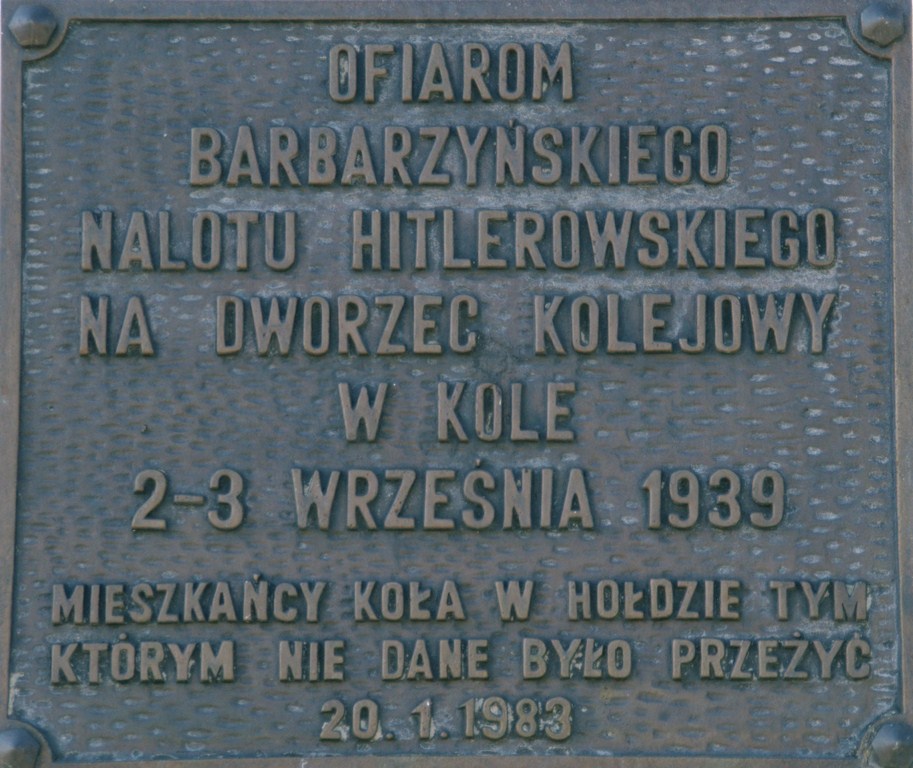 OFIAROM
BARBARZYŃSKIEGO
NALOTU HITLEROWSKIEGO
NA DWORZEC KOLEJOWY
W KOLE
2-3 WRZEŚNIA 1939
MIESZKAŃCY KOŁA W HOŁDZIE TYM
KTÓRYM NIE DANE BYŁO PRZEŻYĆ
20.1.1983